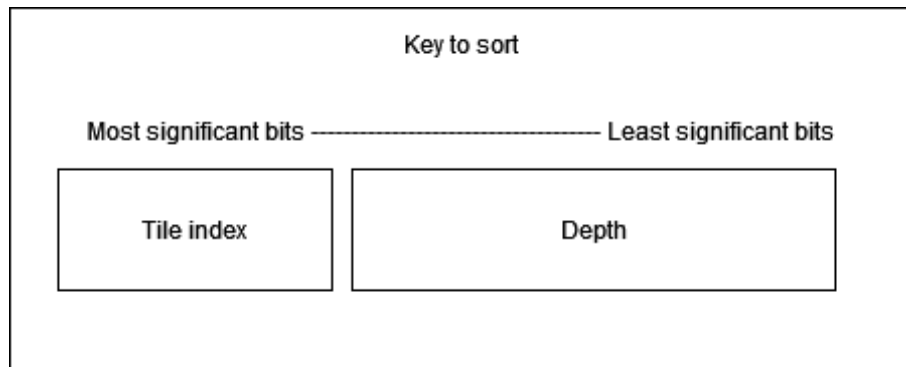 Key to sort
Most significant bits ------------------------------------ Least significant bits
Tile index
Depth